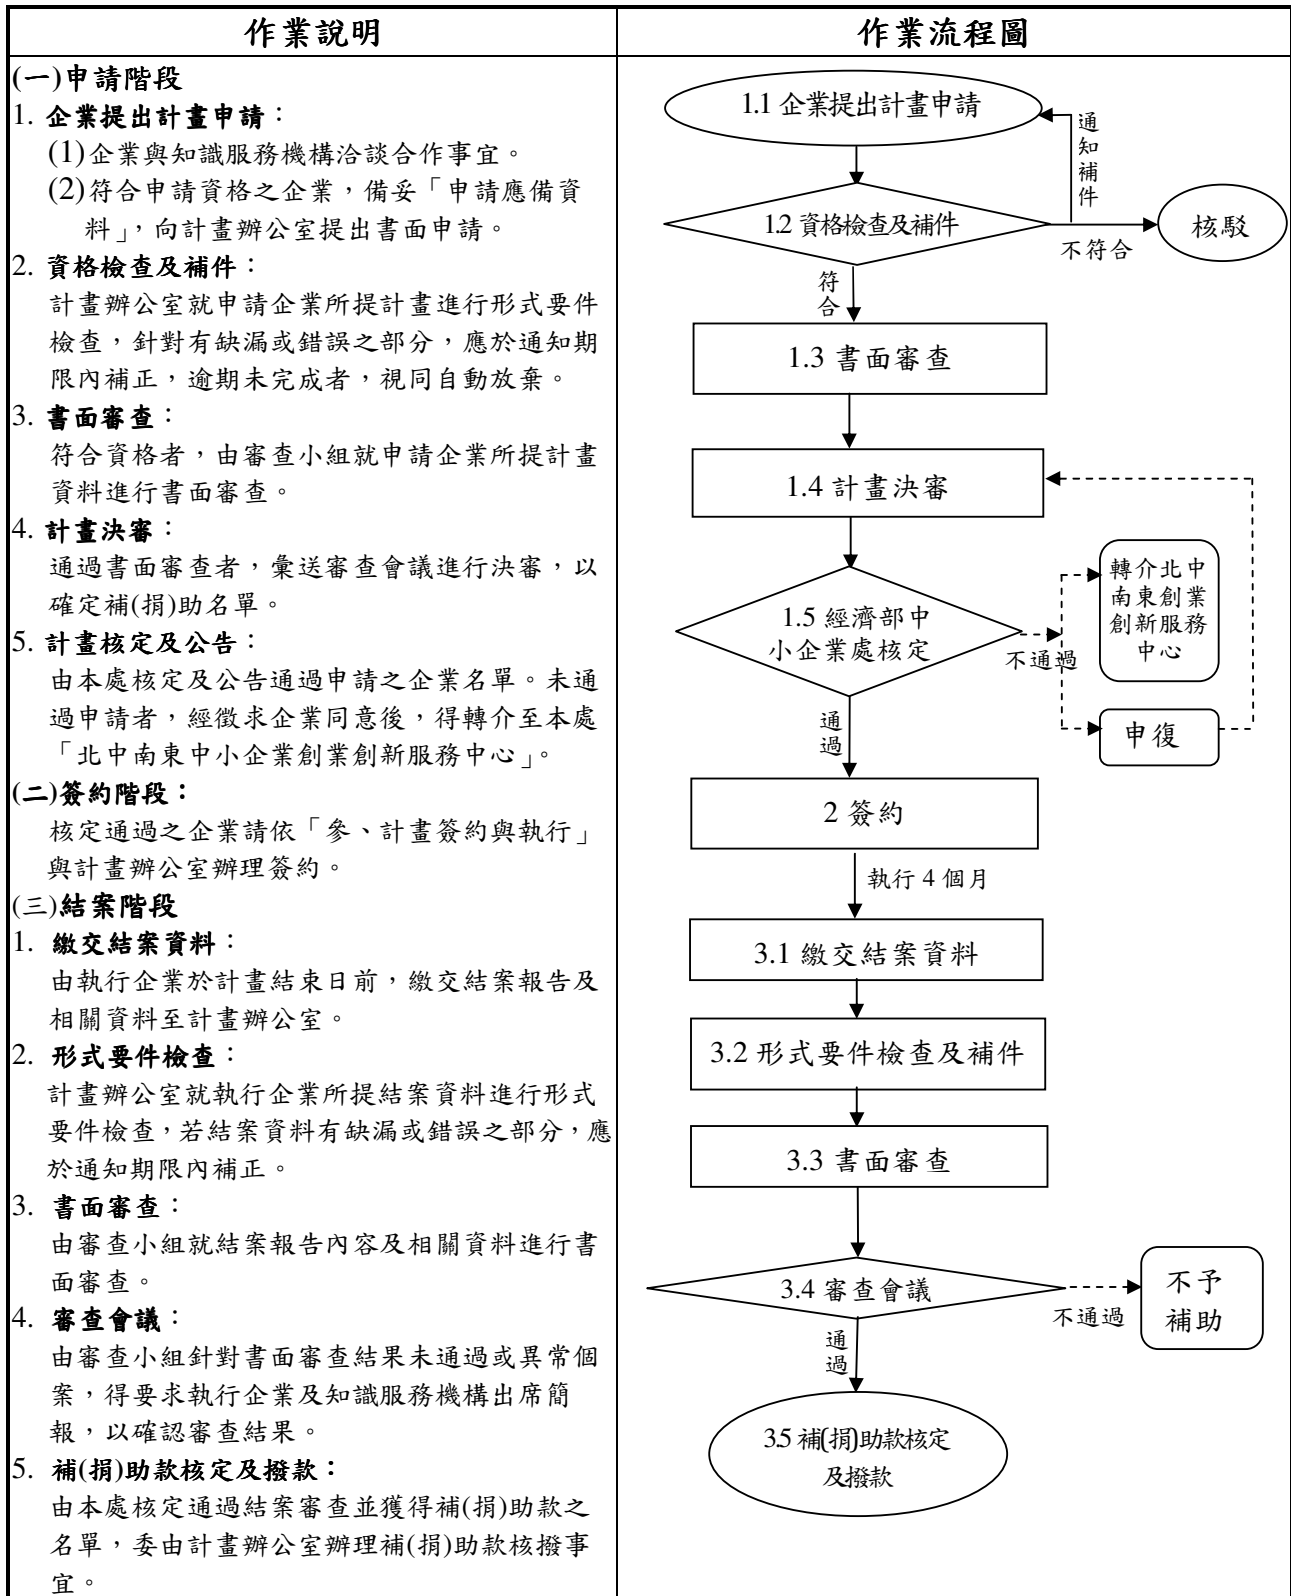 作業說明
作業流程圖
(一)申請階段
1. 企業提出計畫申請：
(1)企業與知識服務機構洽談合作事宜。
(2)符合申請資格之企業，備妥「申請應備資
料」，向計畫辦公室提出書面申請。
2. 資格檢查及補件：
計畫辦公室就申請企業所提計畫進行形式要件
檢查，針對有缺漏或錯誤之部分，應於通知期
限內補正，逾期未完成者，視同自動放棄。
3. 書面審查：
符合資格者，由審查小組就申請企業所提計畫
資料進行書面審查。
4. 計畫決審：
通過書面審查者，彙送審查會議進行決審，以
確定補(捐)助名單。
5. 計畫核定及公告：
由本處核定及公告通過申請之企業名單。未通
過申請者，經徵求企業同意後，得轉介至本處
「北中南東中小企業創業創新服務中心」。
(二)簽約階段：
核定通過之企業請依「參、計畫簽約與執行」
與計畫辦公室辦理簽約。
(三)結案階段
1. 繳交結案資料：
由執行企業於計畫結束日前，繳交結案報告及
相關資料至計畫辦公室。
2. 形式要件檢查：
計畫辦公室就執行企業所提結案資料進行形式
要件檢查，若結案資料有缺漏或錯誤之部分，應
於通知期限內補正。
3. 書面審查：
由審查小組就結案報告內容及相關資料進行書
面審查。
4. 審查會議：
由審查小組針對書面審查結果未通過或異常個
案，得要求執行企業及知識服務機構出席簡
報，以確認審查結果。
5. 補(捐)助款核定及撥款：
由本處核定通過結案審查並獲得補(捐)助款之
名單，委由計畫辦公室辦理補(捐)助款核撥事
宜。
1.1 企業提出計畫申請
通知補件
1.2 資格檢查及補件
不符合
核駁
符合
1.3 書面審查
1.4 計畫決審
1.5 經濟部中
小企業處核定
不通過
轉介北中
南東創業
創新服務
中心
申復
通過
2 簽約
執行 4 個月
3.1 繳交結案資料
3.2 形式要件檢查及補件
3.3 書面審查
3.4 審查會議
不通過
不予
補助
通過
3.5 補(捐)助款核定
及撥款